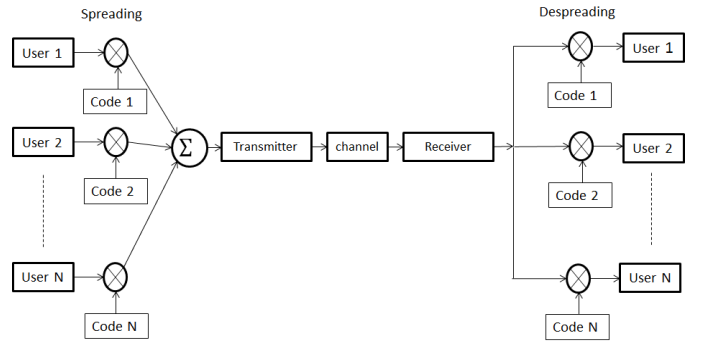 Spreading
Despreading
User 1
Code 1
User 2
Code 2
User N
Code N
Σ
Transmitter
channel
Receiver
User 1
Code 1
User 2
Code 2
User N
Code N